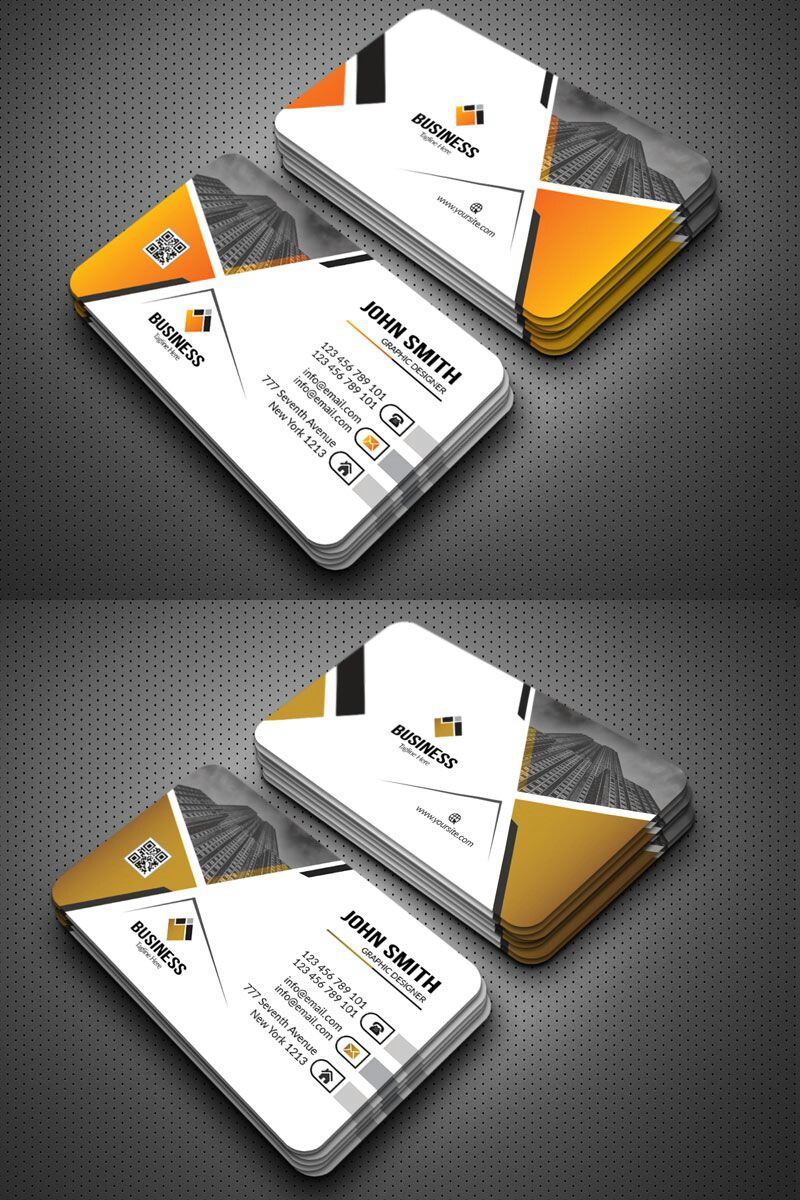 BUSINESS
Tagline Here
www.yoursite.com
BUSINESS
Tagline Here
JOHN SMITH
GRAPHIC DESIGNER
123 456 789 101
123 456 789 101
info@email.com
info@email.com
777 Seventh Avenue
New York 1213
BUSINESS
Tagline Here
www.yoursite.com
BUSINESS
Tagline Here
JOHN SMITH
GRAPHIC DESIGNER
123 456 789 101
123 456 789 101
info@email.com
info@email.com
777 Seventh Avenue
New York 1213